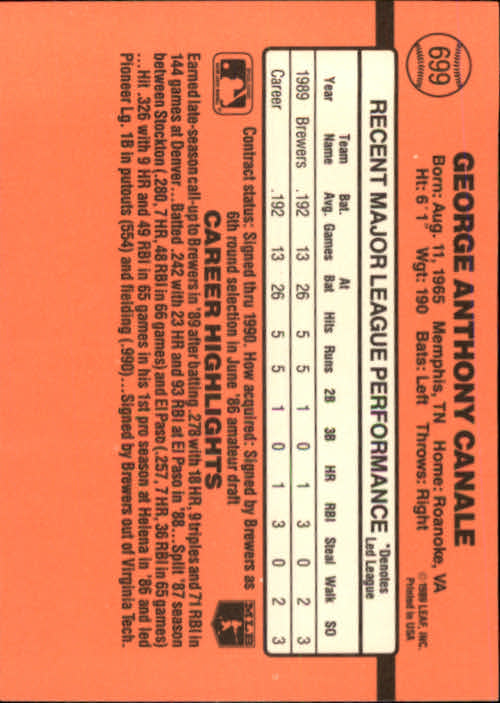 699
GEORGE ANTHONY CANALE
Born: Aug. 11, 1965 Memphis, TN Home: Roanoke, VA
Ht: 6' 1" Wgt: 190 Bats: Left Throws: Right
© 1989 LEAF, INC.
Printed in USA
RECENT MAJOR LEAGUE PERFORMANCE *Denotes Led League
Year Team Name Bat. Avg. Games At Bat Hits Runs 2B 3B HR RBI Steal Walk SO
1989 Brewers .192 13 26 5 5 1 0 1 3 0 2 3
Career .192 13 26 5 5 1 0 1 3 0 2 3
Contract status: Signed thru 1990. How acquired: Signed by Brewers as
6th round selection in June '86 amateur draft
MLB
CAREER HIGHLIGHTS
Earned late-season call-up to Brewers in '89 after batting .278 with 18 HR, 9 triples and 71 RBI in
144 games at Denver...Batted .242 with 23 HR and 93 RBI at El Paso in '88...Split '87 season
between Stockton (.280, 7 HR, 48 RBI in 66 games) and El Paso (.257, 7 HR, 36 RBI in 65 games)
...Hit .326 with 9 HR and 49 RBI in 65 games in his 1st pro season at Helena in '86 and led
Pioneer Lg. 1B in putouts (554) and fielding (.990)...Signed by Brewers out of Virginia Tech.